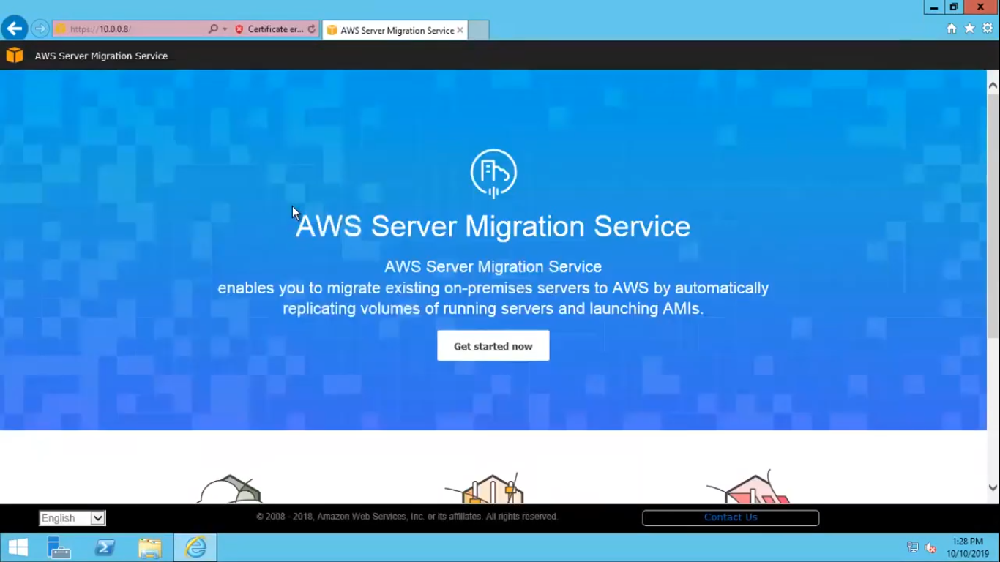 https://10.0.0.8/
Certificate er...
AWS Server Migration Service
AWS Server Migration Service
AWS Server Migration Service
AWS Server Migration Service
enables you to migrate existing on-premises servers to AWS by automatically
replicating volumes of running servers and launching AMIs.
Get started now
English
© 2008 - 2018, Amazon Web Services, Inc. or its affiliates. All rights reserved.
Contact Us
1:28 PM
10/10/2019